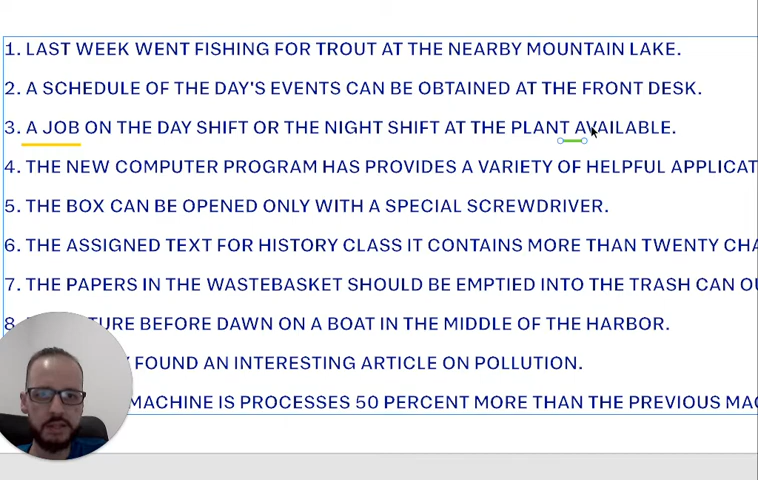 1. LAST WEEK WENT FISHING FOR TROUT AT THE NEARBY MOUNTAIN LAKE.
2. A SCHEDULE OF THE DAY'S EVENTS CAN BE OBTAINED AT THE FRONT DESK.
3. A JOB ON THE DAY SHIFT OR THE NIGHT SHIFT AT THE PLANT AVAILABLE.
4. THE NEW COMPUTER PROGRAM HAS PROVIDES A VARIETY OF HELPFUL APPLICAT
5. THE BOX CAN BE OPENED ONLY WITH A SPECIAL SCREWDRIVER.
6. THE ASSIGNED TEXT FOR HISTORY CLASS IT CONTAINS MORE THAN TWENTY CHA
7. THE PAPERS IN THE WASTEBASKET SHOULD BE EMPTIED INTO THE TRASH CAN OU
8. TURE BEFORE DAWN ON A BOAT IN THE MIDDLE OF THE HARBOR.
FOUND AN INTERESTING ARTICLE ON POLLUTION.
MACHINE IS PROCESSES 50 PERCENT MORE THAN THE PREVIOUS MAC